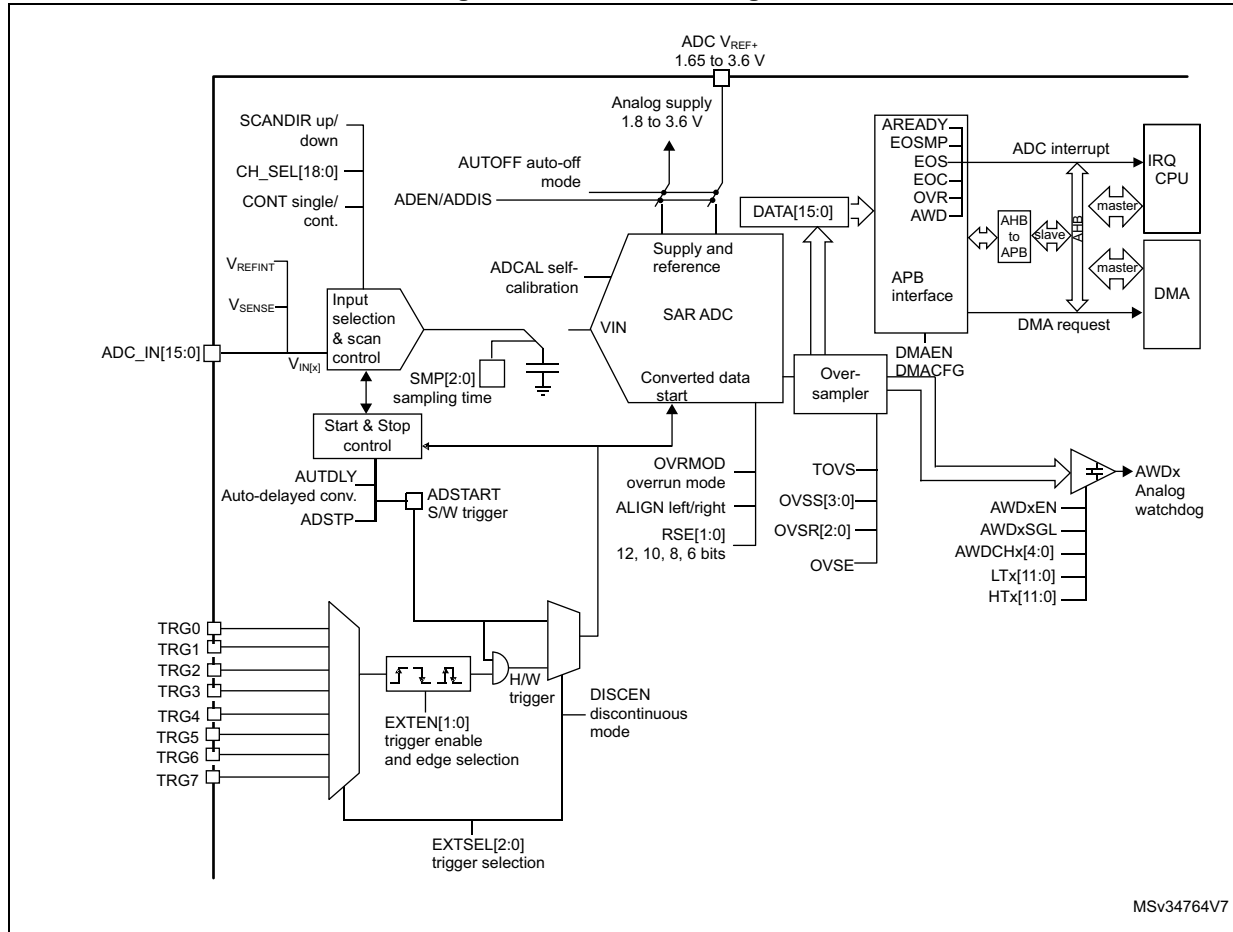 ADC VREF+
1.65 to 3.6 V
Analog supply
1.8 to 3.6 V
SCANDIR up/
down
CH_SEL[18:0]
CONT single/
cont.
AUTOFF auto-off
mode
ADEN/ADDIS
AREADY
EOSMP
EOS
EOC
OVR
AWD
APB
interface
ADC interrupt
IRQ
CPU
master
AHB
to
APB
slave
AHB
master
DMA
DMA request
DMAEN
DMACFG
DATA[15:0]
Supply and
reference
ADCAL self-
calibration
SAR ADC
VIN
Converted data
start
VREFINT
VSENSE
Input
selection
& scan
control
ADC_IN[15:0]
VIN[x]
SMP[2:0]
sampling time
Over-
sampler
Start & Stop
control
AUTDLY
Auto-delayed conv.
ADSTP
ADSTART
S/W trigger
OVRMOD
overrun mode
ALIGN left/right
RSE[1:0]
12, 10, 8, 6 bits
TOVS
OVSS[3:0]
OVSR[2:0]
OVSE
AWDx
Analog
watchdog
AWDxEN
AWDxSGL
AWDCHx[4:0]
LTx[11:0]
HTx[11:0]
TRG0
TRG1
TRG2
TRG3
TRG4
TRG5
TRG6
TRG7
H/W
trigger
EXTEN[1:0]
trigger enable
and edge selection
DISCEN
discontinuous
mode
EXTSEL[2:0]
trigger selection
MSv34764V7